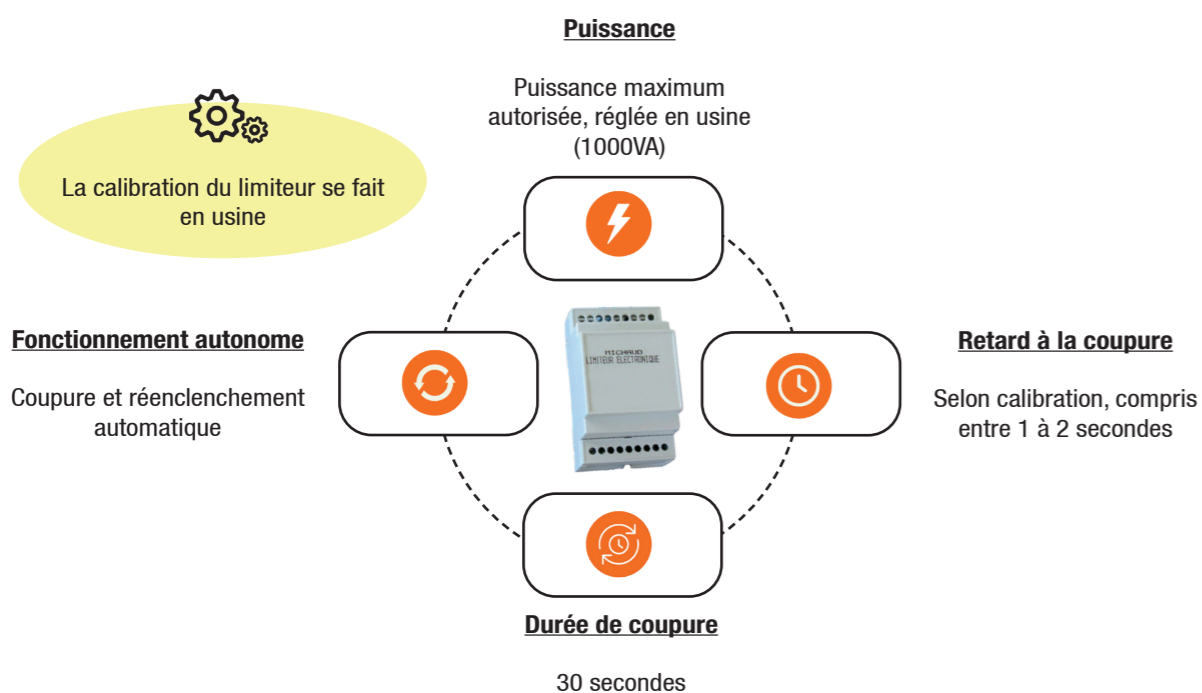 Puissance
Puissance maximum
autorisée, réglée en usine
(1000VA)
La calibration du limiteur se fait
en usine
Fonctionnement autonome
Coupure et réenclenchement
automatique
MICHAUD
LIMITEUR ELECTRONIQUE
Retard à la coupure
Selon calibration, compris
entre 1 à 2 secondes
Durée de coupure
30 secondes